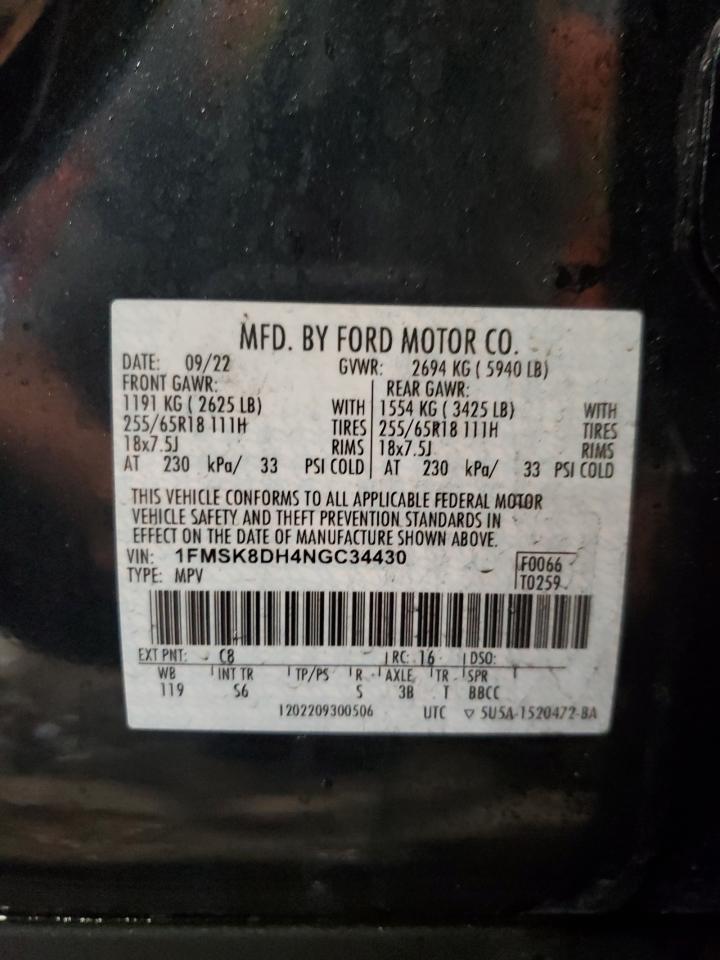 MFD. BY FORD MOTOR CO.
DATE: 09/22 GVWR: 2694 KG ( 5940 LB)
FRONT GAWR: REAR GAWR:
1191 KG ( 2625 LB) WITH 1554 KG ( 3425 LB) WITH
255/65R18 111H TIRES 255/65R18 111H TIRES
18x7.5J RIMS 18x7.5J RIMS
AT 230 kPa/ 33 PSI COLD AT 230 kPa/ 33 PSI COLD
THIS VEHICLE CONFORMS TO ALL APPLICABLE FEDERAL MOTOR
VEHICLE SAFETY AND THEFT PREVENTION STANDARDS IN
EFFECT ON THE DATE OF MANUFACTURE SHOWN ABOVE.
VIN: 1FMSK8DH4NGC34430 F0066
TYPE: MPV T0259
EXT PNT: C8 RC: 16 DSO:
WB INT TR TP/PS R AXLE TR SPR
119 S6 S 3B T BBCC
1202209300506 UTC ▽ 5U5A-1520472-BA